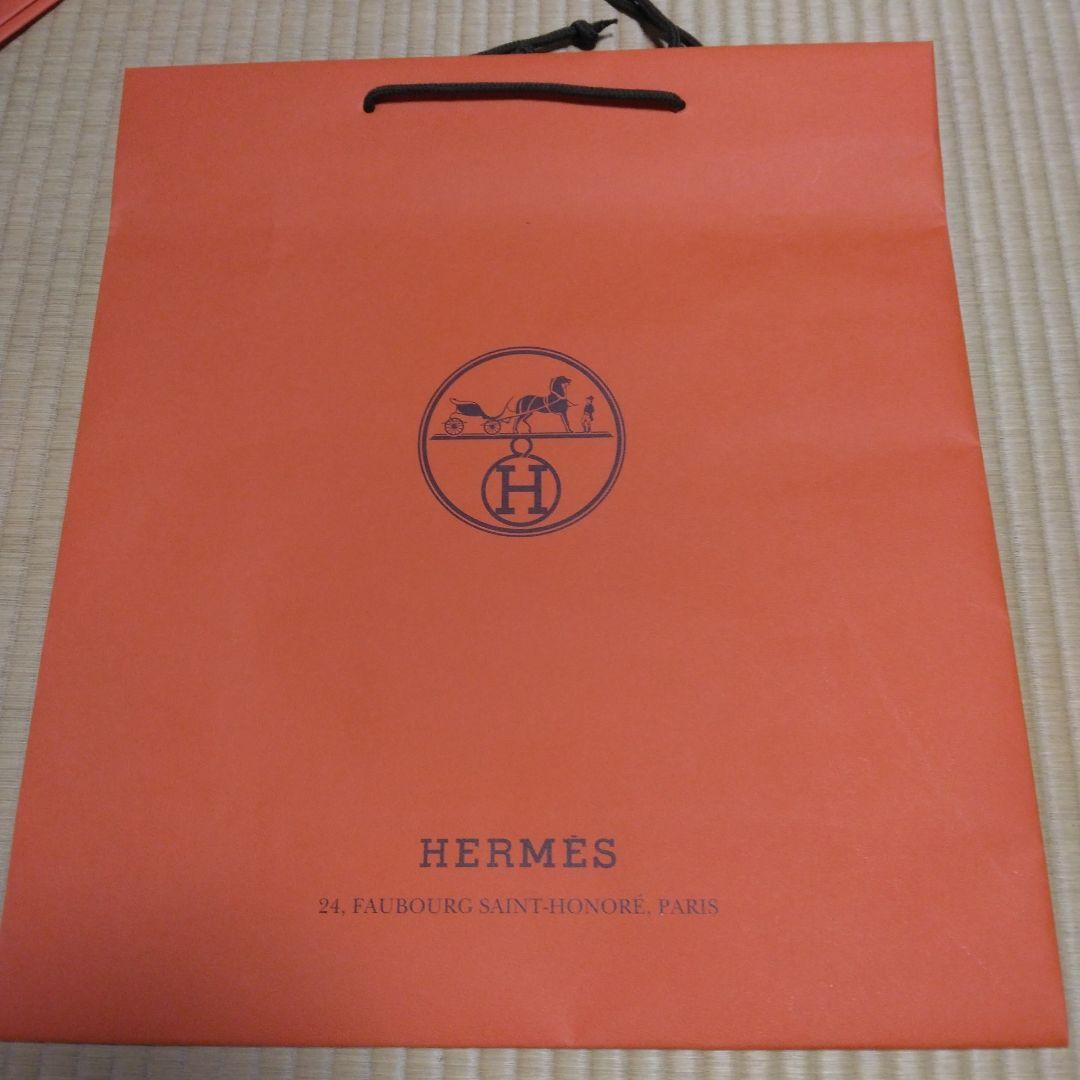 H
HERMÈS
24, FAUBOURG SAINT-HONORÉ, PARIS